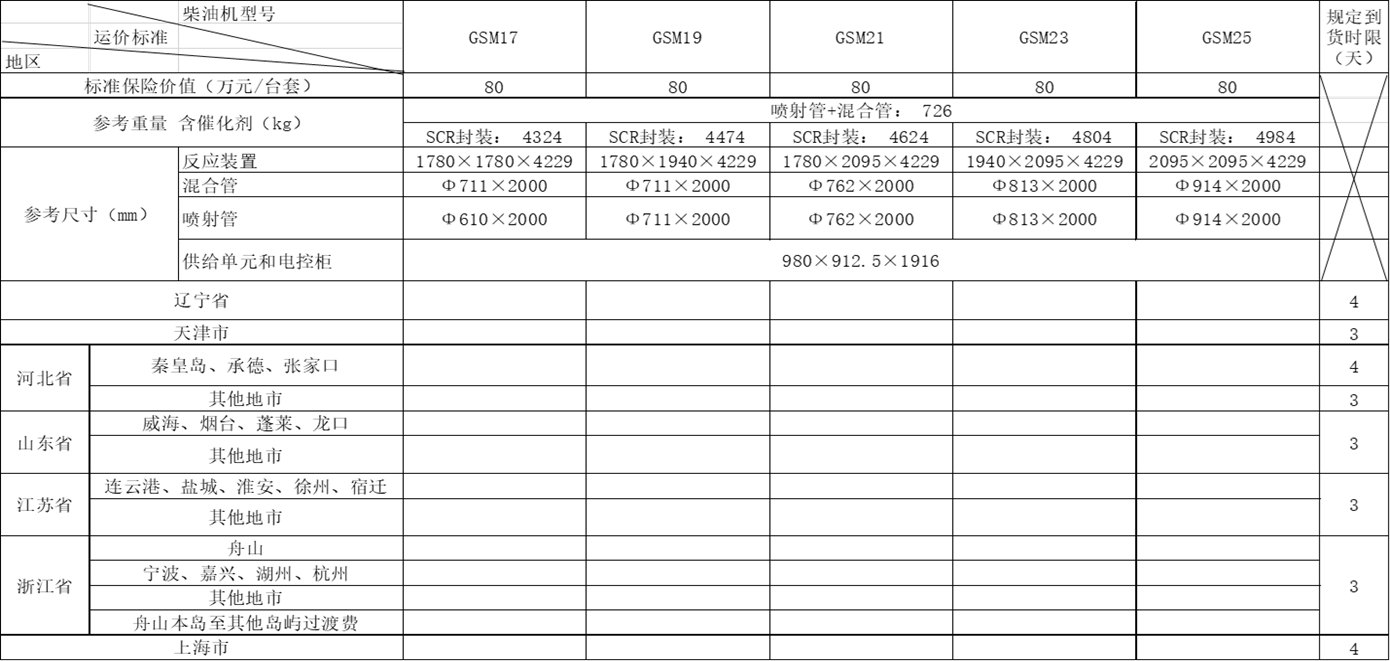 柴油机型号
运价标准
地区
GSM17 GSM19 GSM21 GSM23 GSM25
规定到
货时限
（天）
标准保险价值（万元/台套） 80 80 80 80 80
参考重量 含催化剂（kg） 喷射管+混合管： 726
SCR封装： 4324 SCR封装： 4474 SCR封装： 4624 SCR封装： 4804 SCR封装： 4984
参考尺寸（mm）
反应装置 1780×1780×4229 1780×1940×4229 1780×2095×4229 1940×2095×4229 2095×2095×4229
混合管 Φ711×2000 Φ711×2000 Φ762×2000 Φ813×2000 Φ914×2000
喷射管 Φ610×2000 Φ711×2000 Φ762×2000 Φ813×2000 Φ914×2000
供给单元和电控柜 980×912.5×1916
辽宁省 4
天津市 3
河北省
秦皇岛、承德、张家口 4
其他地市 3
山东省
威海、烟台、蓬莱、龙口
其他地市
3
江苏省
连云港、盐城、淮安、徐州、宿迁
其他地市
3
浙江省
舟山
宁波、嘉兴、湖州、杭州
其他地市
舟山本岛至其他岛屿过渡费
3
上海市 4